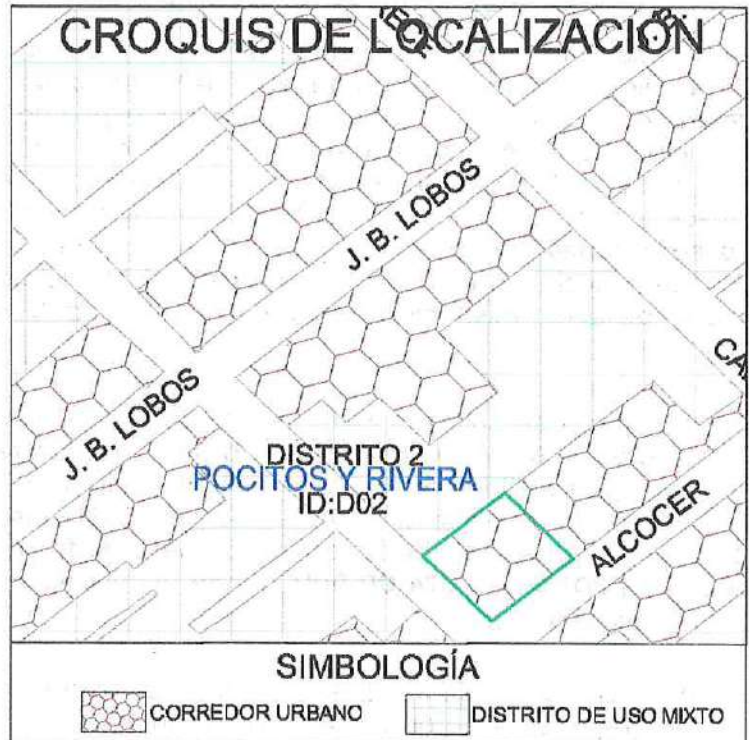 CROQUIS DE LOCALIZACIÓN
J. B. LOBOS
J. B. LOBOS
DISTRITO 2
POCITOS Y RIVERA
ID:D02
ALCOCER
SIMBOLOGÍA
CORREDOR URBANO
DISTRITO DE USO MIXTO